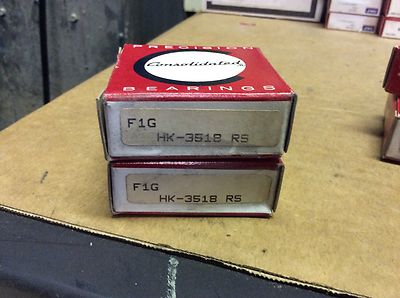 PRECISION
Consolidated
BEARINGS
F1G
HK-3518 RS
F1G
HK-3518 RS